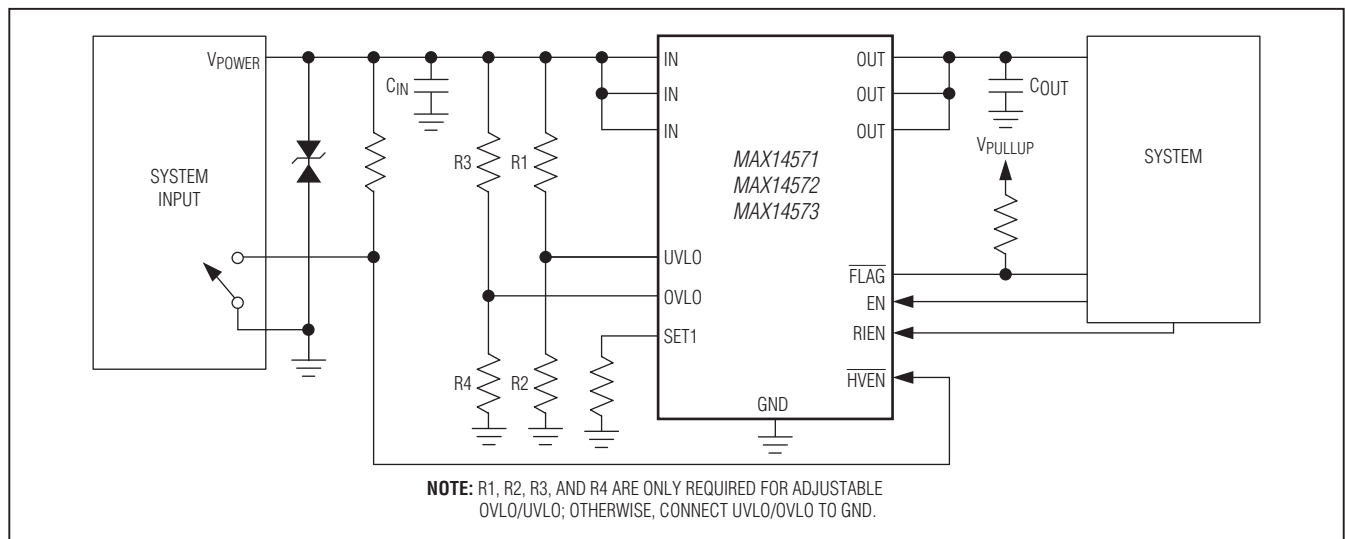 SYSTEM
INPUT
VPOWER
CIN
R3
R1
R4
R2
IN
IN
IN
UVLO
OVLO
SET1
MAX14571
MAX14572
MAX14573
GND
OUT
OUT
OUT
FLAG
EN
RIEN
HVEN
COUT
VPULLUP
SYSTEM
NOTE: R1, R2, R3, AND R4 ARE ONLY REQUIRED FOR ADJUSTABLE
OVLO/UVLO; OTHERWISE, CONNECT UVLO/OVLO TO GND.